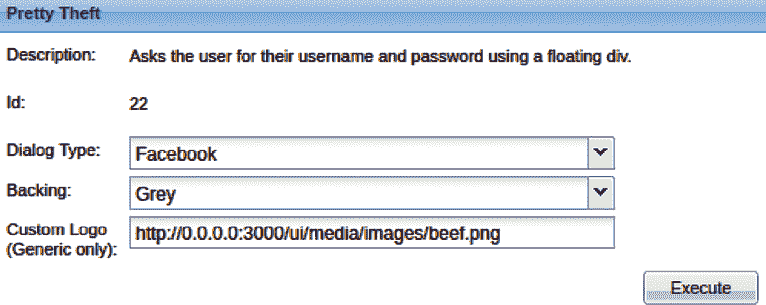 Pretty Theft
Description: Asks the user for their username and password using a floating div.
Id: 22
Dialog Type: Facebook
Backing: Grey
Custom Logo
(Generic only): http://0.0.0.0:3000/ui/media/images/beef.png
Execute